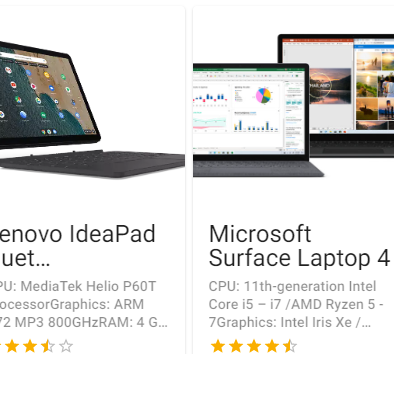 enovo IdeaPad
uet...
PU: MediaTek Helio P60T
rocessorGraphics: ARM
72 MP3 800GHzRAM: 4 G...
Microsoft
Surface Laptop 4
CPU: 11th-generation Intel
Core i5 – i7 /AMD Ryzen 5 -
7Graphics: Intel Iris Xe /...